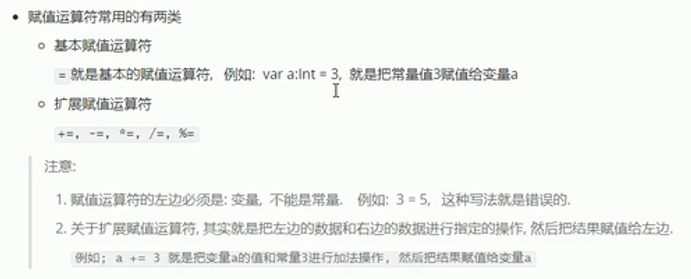 赋值运算符常用的有两类
基本赋值运算符
= 就是基本的赋值运算符, 例如: var a:Int = 3, 就是把常量值3赋值给变量a
扩展赋值运算符
+=, -=, *=, /=, %=
注意:
1. 赋值运算符的左边必须是: 变量, 不能是常量. 例如: 3 = 5, 这种写法就是错误的.
2. 关于扩展赋值运算符, 其实就是把左边的数据和右边的数据进行指定的操作, 然后把结果赋值给左边.
例如; a += 3 就是把变量a的值和常量3进行加法操作, 然后把结果赋值给变量a